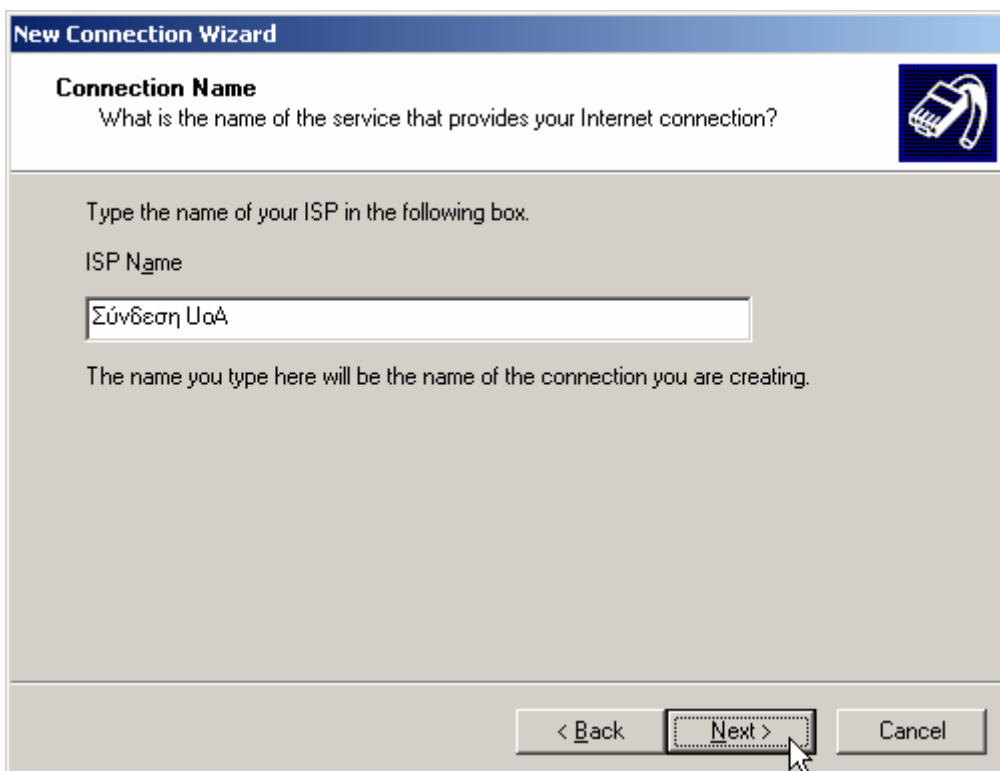 New Connection Wizard
Connection Name
What is the name of the service that provides your Internet connection?
Type the name of your ISP in the following box.
ISP Name
Σύνδεση UoA
The name you type here will be the name of the connection you are creating.
< Back Next > Cancel